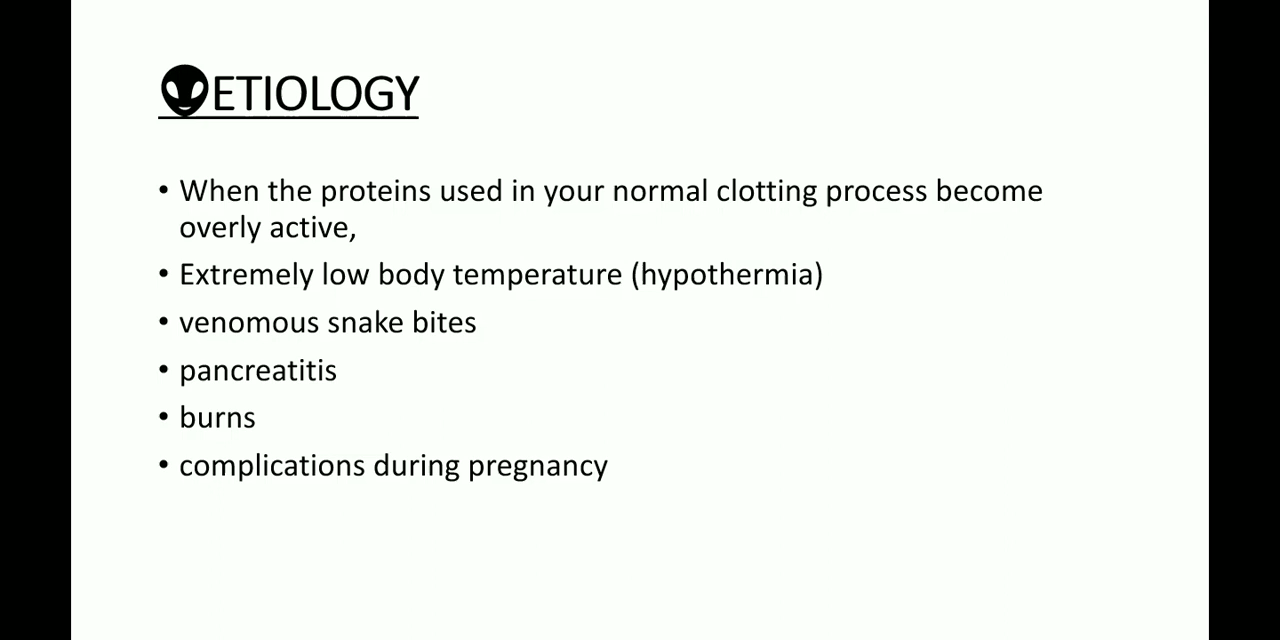 👽ETIOLOGY
• When the proteins used in your normal clotting process become
overly active,
• Extremely low body temperature (hypothermia)
• venomous snake bites
• pancreatitis
• burns
• complications during pregnancy